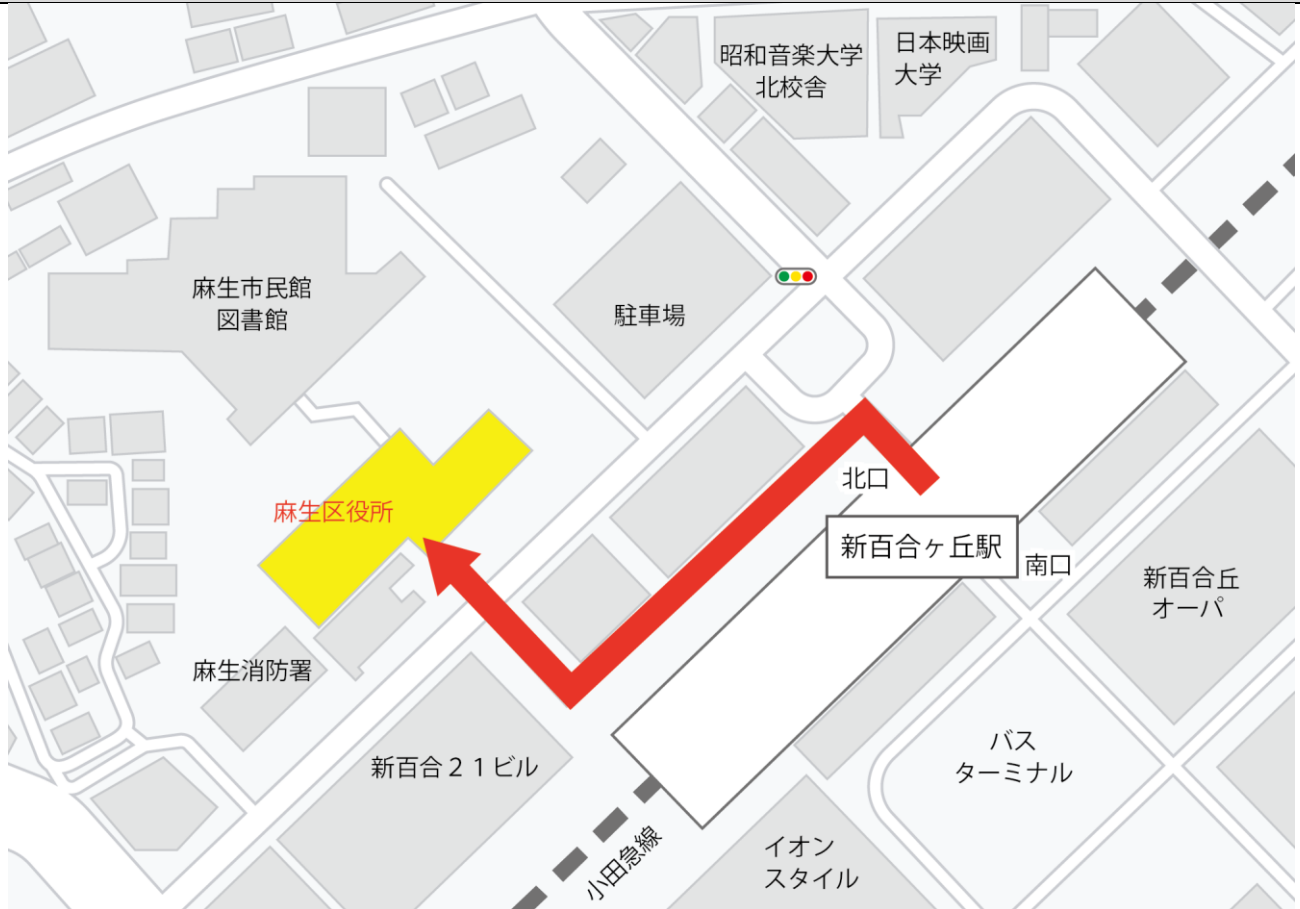 昭和音楽大学
北校舎
日本映画
大学
麻生市民館
図書館
駐車場
北口
麻生区役所
新百合ヶ丘駅
南口
新百合丘
オーパ
麻生消防署
新百合２１ビル
バス
ターミナル
小田急線
イオン
スタイル